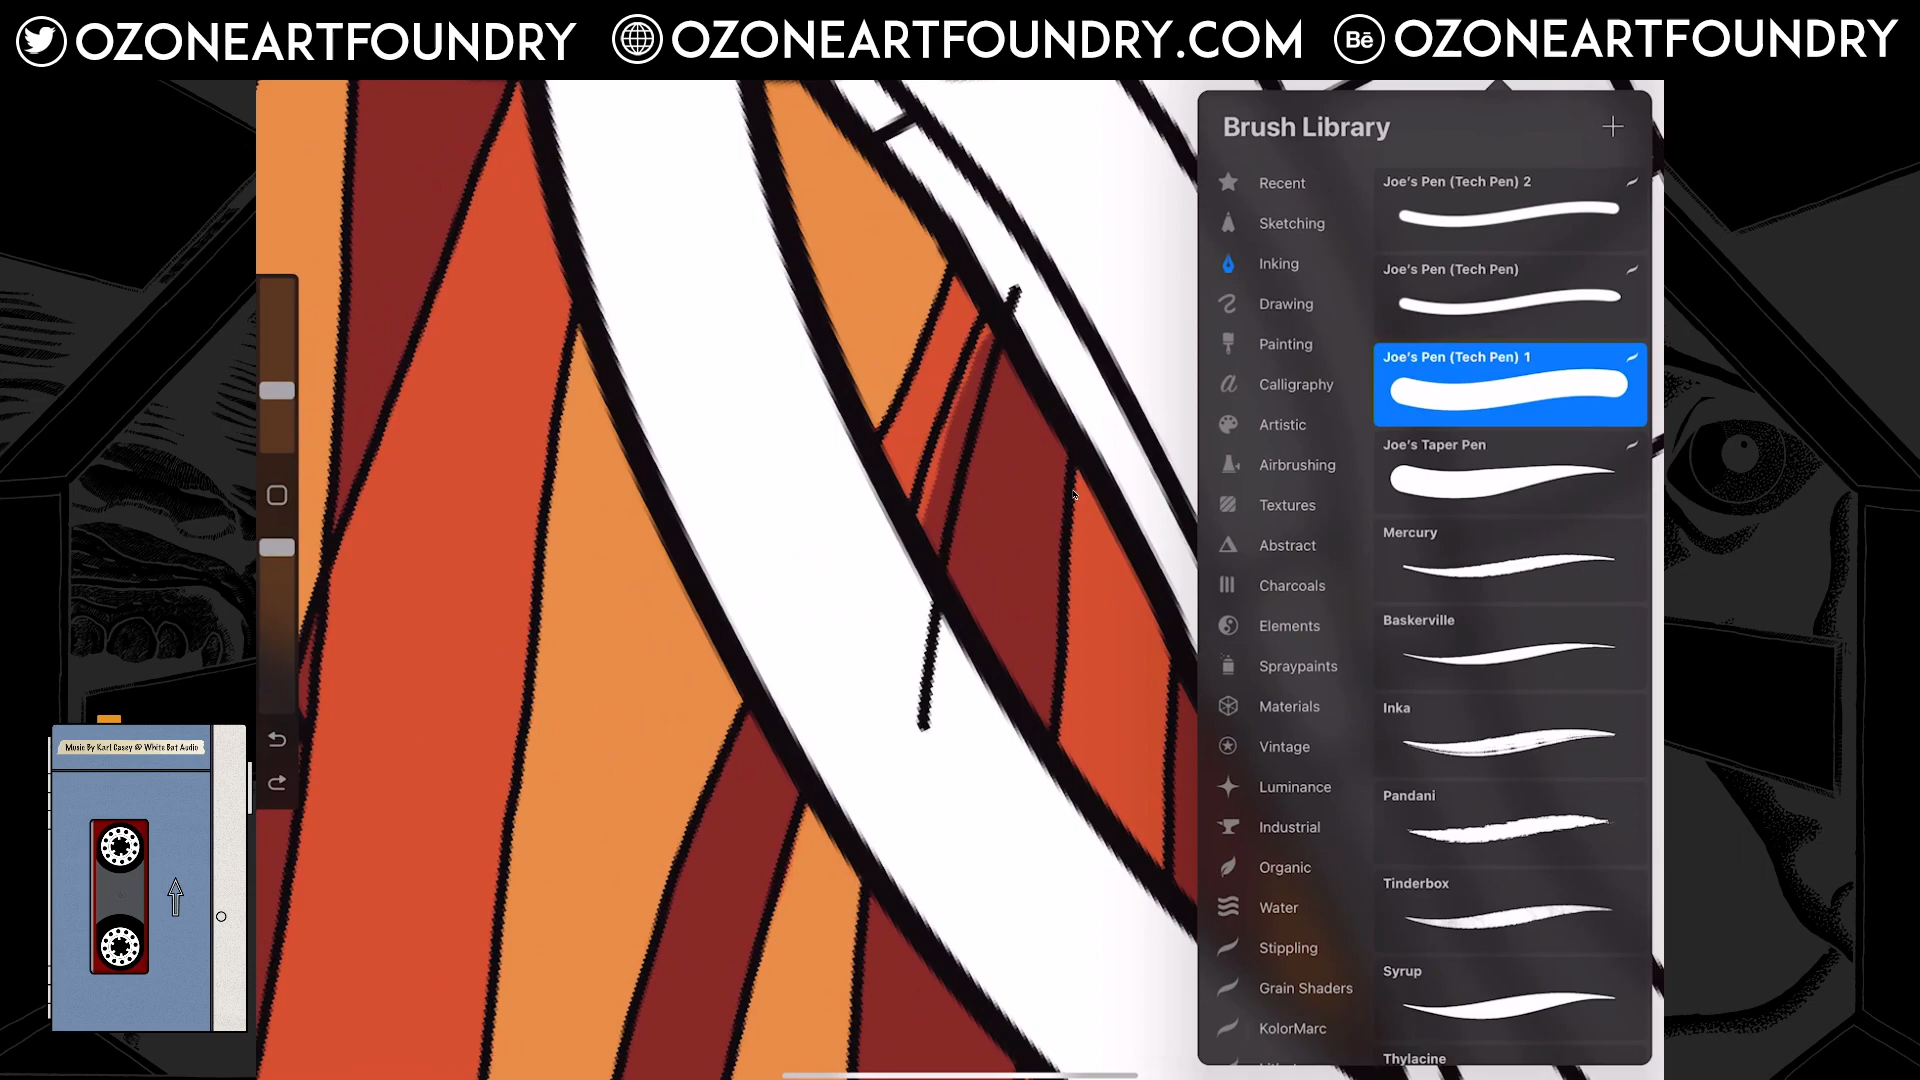 OZONEARTFOUNDRY
OZONEARTFOUNDRY.COM
Bē OZONEARTFOUNDRY
Brush Library
Recent
Sketching
Inking
Drawing
Painting
Calligraphy
Artistic
Airbrushing
Textures
Abstract
Charcoals
Elements
Spraypaints
Materials
Vintage
Luminance
Industrial
Organic
Water
Stippling
Grain Shaders
KolorMarc
Joe's Pen (Tech Pen) 2
Joe's Pen (Tech Pen)
Joe's Pen (Tech Pen) 1
Joe's Taper Pen
Mercury
Baskerville
Inka
Pandani
Tinderbox
Syrup
Thylacine
Music By Karl Casey @ White Bat Audio